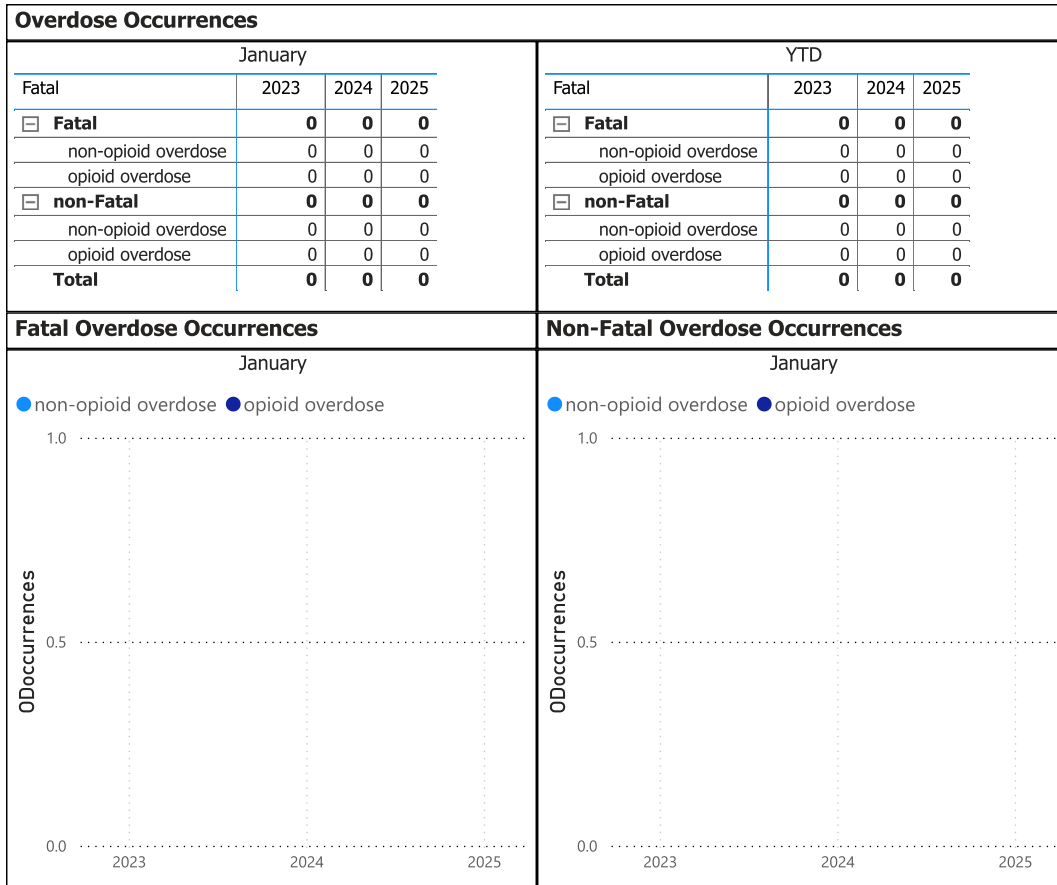 Overdose Occurrences
January
Fatal 2023 2024 2025
Fatal 0 0 0
non-opioid overdose 0 0 0
opioid overdose 0 0 0
non-Fatal 0 0 0
non-opioid overdose 0 0 0
opioid overdose 0 0 0
Total 0 0 0
YTD
Fatal 2023 2024 2025
Fatal 0 0 0
non-opioid overdose 0 0 0
opioid overdose 0 0 0
non-Fatal 0 0 0
non-opioid overdose 0 0 0
opioid overdose 0 0 0
Total 0 0 0
Fatal Overdose Occurrences
January
non-opioid overdose opioid overdose
1.0
0.5
0.0
ODoccurrences
2023 2024 2025
Non-Fatal Overdose Occurrences
January
non-opioid overdose opioid overdose
1.0
0.5
0.0
ODoccurrences
2023 2024 2025